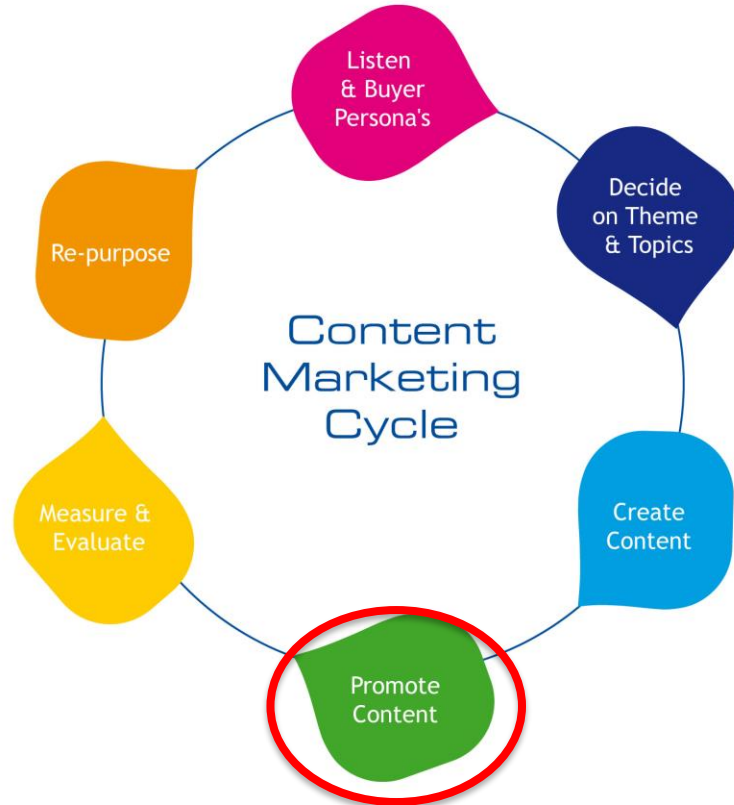 Listen
& Buyer
Persona's
Decide
on Theme
& Topics
Create
Content
Promote
Content
Measure &
Evaluate
Re-purpose
Content
Marketing
Cycle